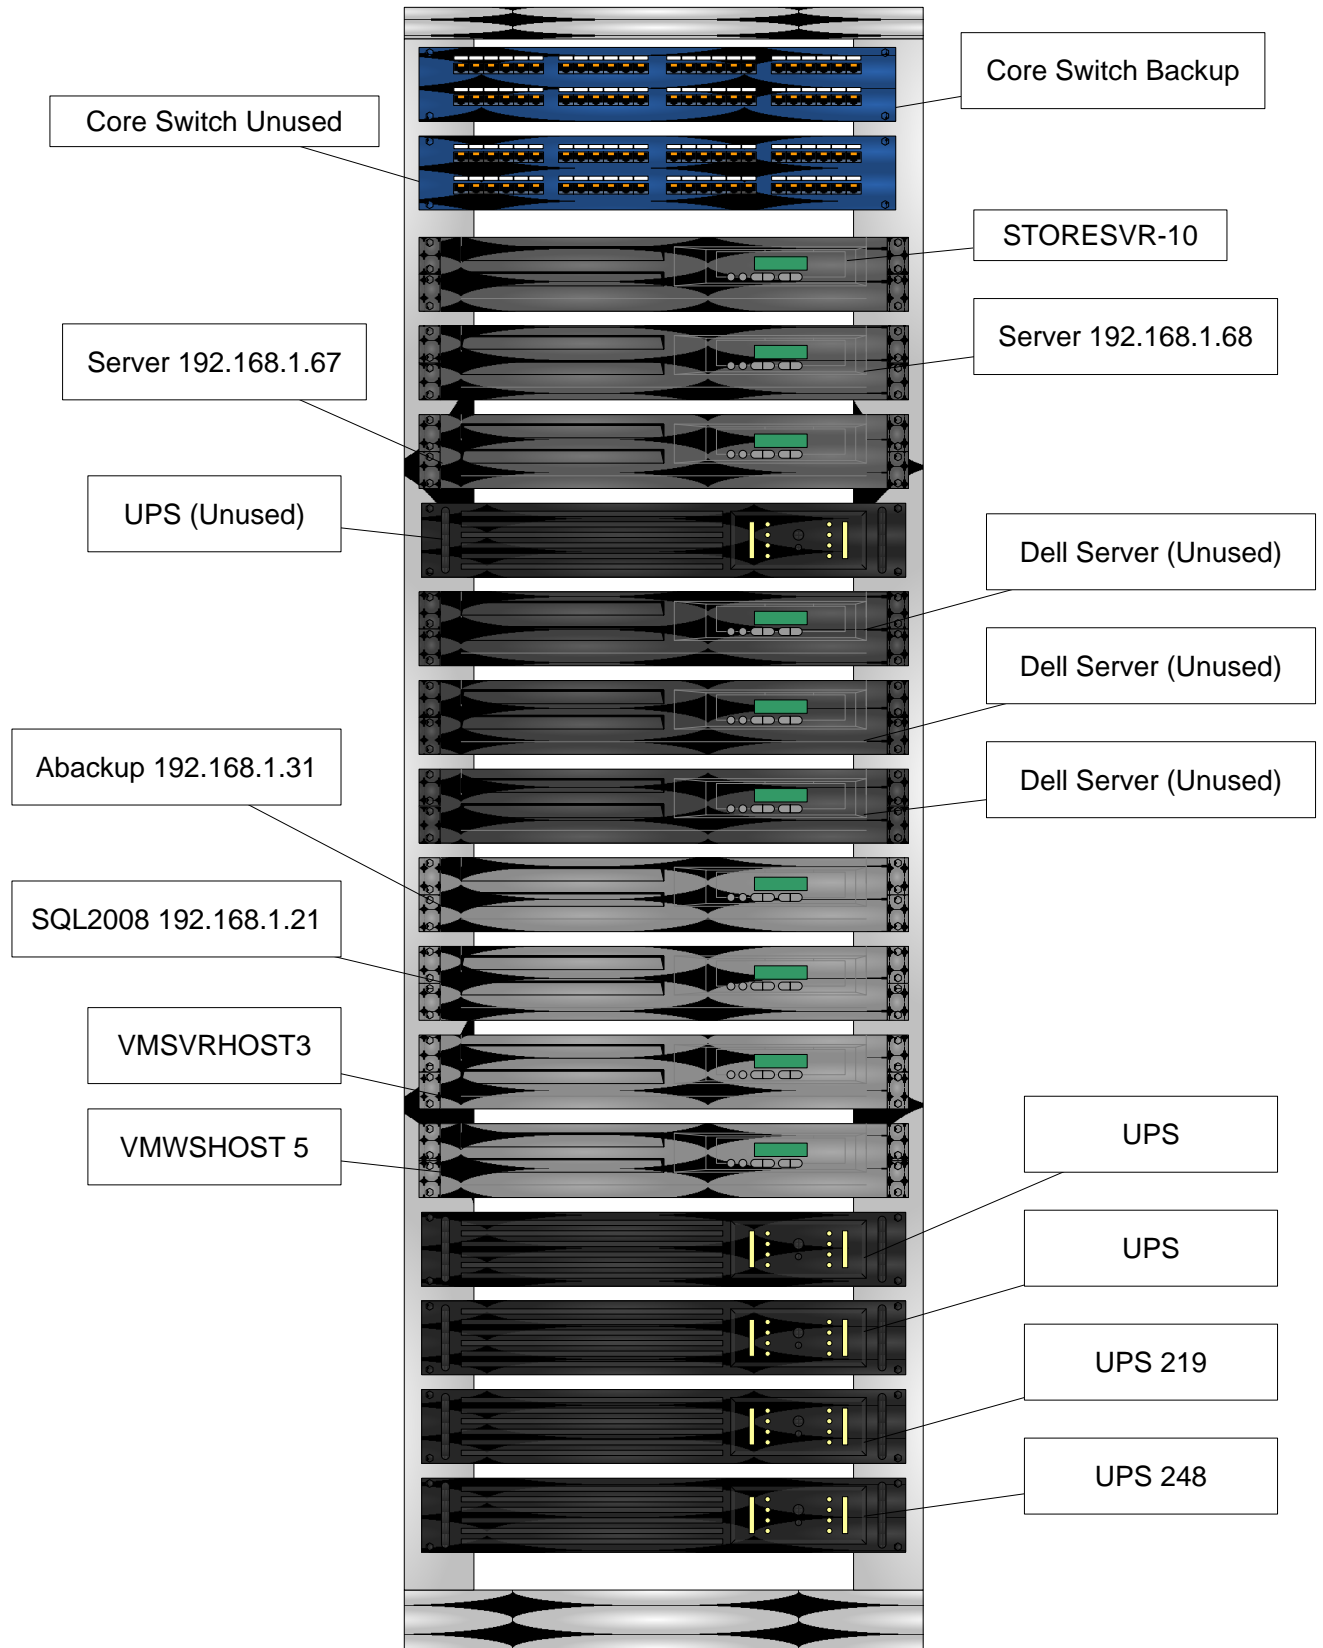 Core Switch Backup
Core Switch Unused
STORESVR-10
Server 192.168.1.68
Server 192.168.1.67
UPS (Unused)
Dell Server (Unused)
Dell Server (Unused)
Abackup 192.168.1.31
Dell Server (Unused)
SQL2008 192.168.1.21
VMSVRHOST3
VMWSHOST 5
UPS
UPS
UPS 219
UPS 248